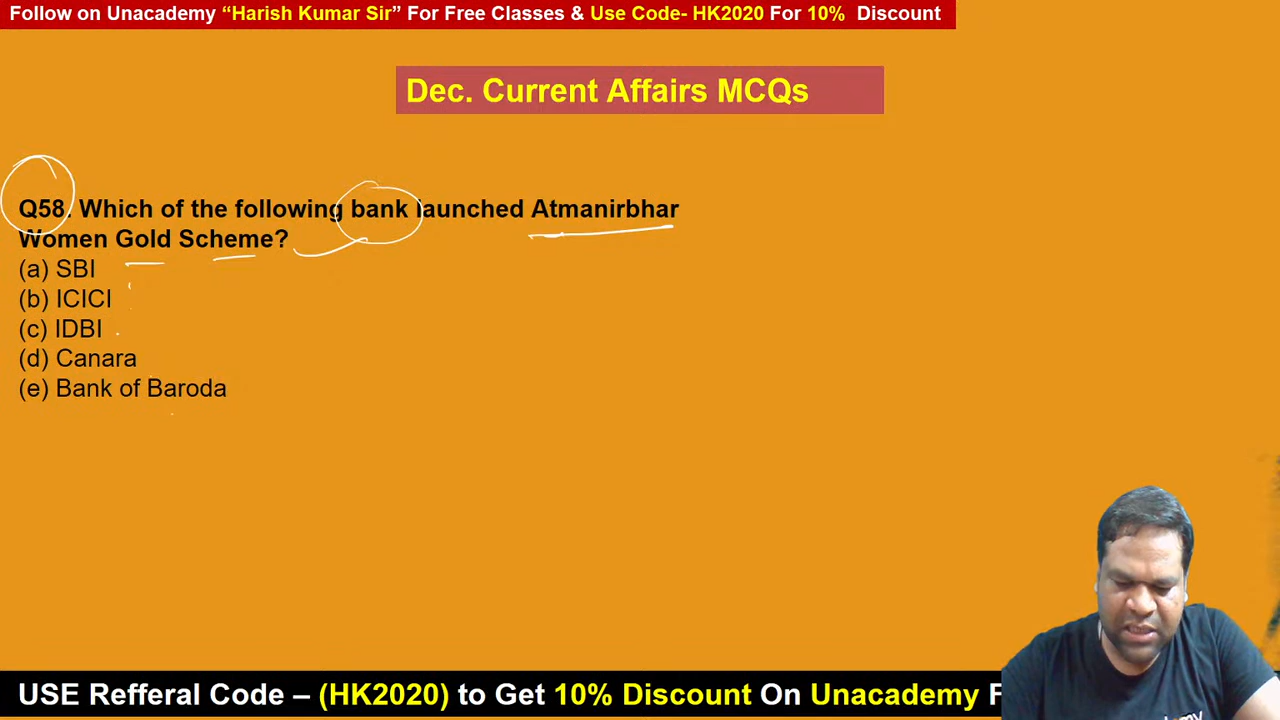 Follow on Unacademy “Harish Kumar Sir” For Free Classes & Use Code- HK2020 For 10% Discount
Dec. Current Affairs MCQs
Q58. Which of the following bank launched Atmanirbhar
Women Gold Scheme?
(a) SBI
(b) ICICI
(c) IDBI
(d) Canara
(e) Bank of Baroda
USE Refferal Code – (HK2020) to Get 10% Discount On Unacademy F